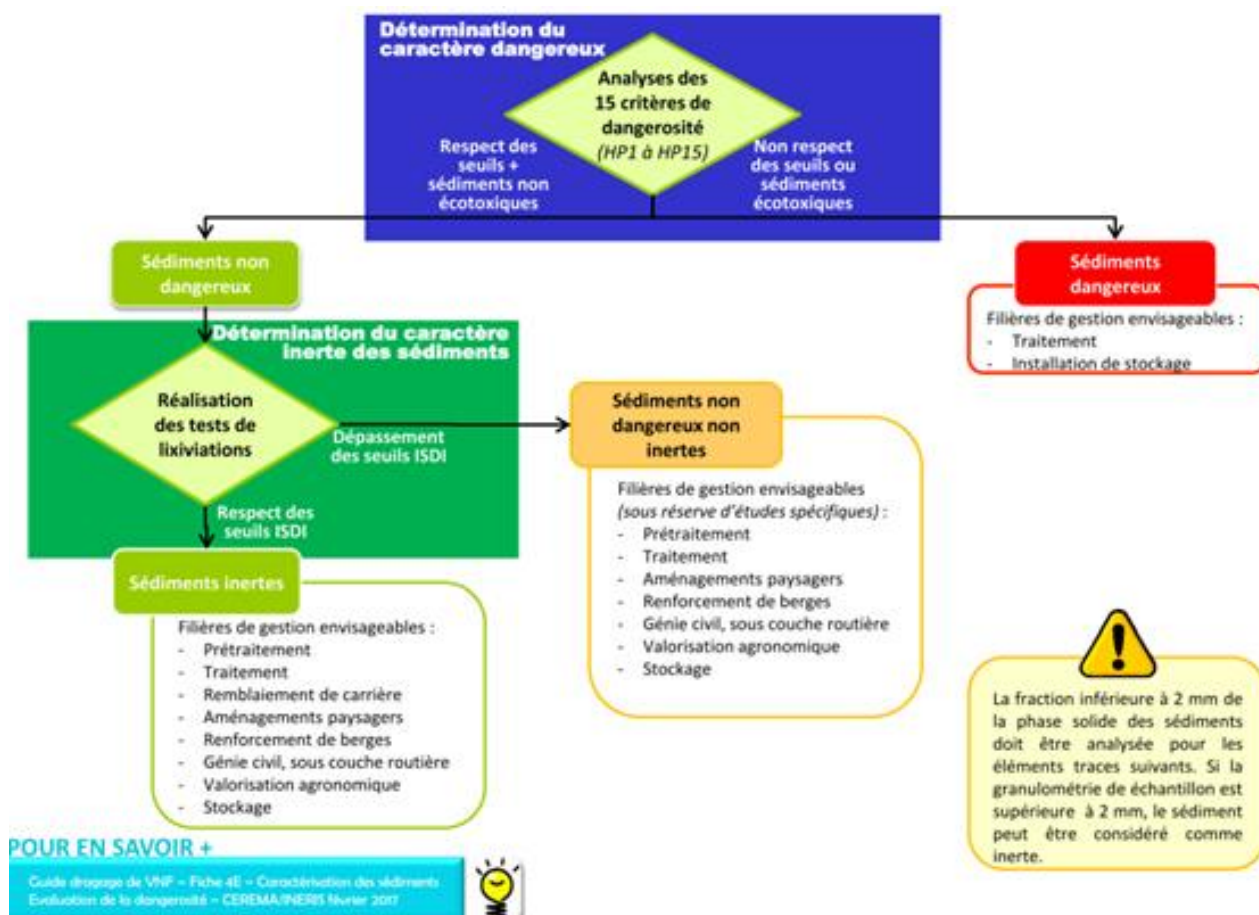 Détermination du
caractère dangereux
Analyses des
15 critères de
dangerosité
(HP1 à HP15)
Respect des
seuils +
sédiments non
écotoxiques
Non respect
des seuils ou
sédiments
écotoxiques
Sédiments non
dangereux
Sédiments
dangereux
Filières de gestion envisageables :
- Traitement
- Installation de stockage
Détermination du caractère
inerte des sédiments
Réalisation
des tests de
lixiviations
Dépassement
des seuils ISDI
Respect des
seuils ISDI
Sédiments non
dangereux non
inertes
Filières de gestion envisageables
(sous réserve d'études spécifiques) :
- Prétraitement
- Traitement
- Aménagements paysagers
- Renforcement de berges
- Génie civil, sous couche routière
- Valorisation agronomique
- Stockage
Sédiments inertes
Filières de gestion envisageables :
- Prétraitement
- Traitement
- Remblaiement de carrière
- Aménagements paysagers
- Renforcement de berges
- Génie civil, sous couche routière
- Valorisation agronomique
- Stockage
La fraction inférieure à 2 mm de
la phase solide des sédiments
doit être analysée pour les
éléments traces suivants. Si la
granulométrie de échantillon est
supérieure à 2 mm, le sédiment
peut être considéré comme
inerte.
POUR EN SAVOIR +
Guide dragage de VNF – Fiche 4E – Caractérisation des sédiments
Evaluation de la dangerosité – CEREMA/INERIS février 2017